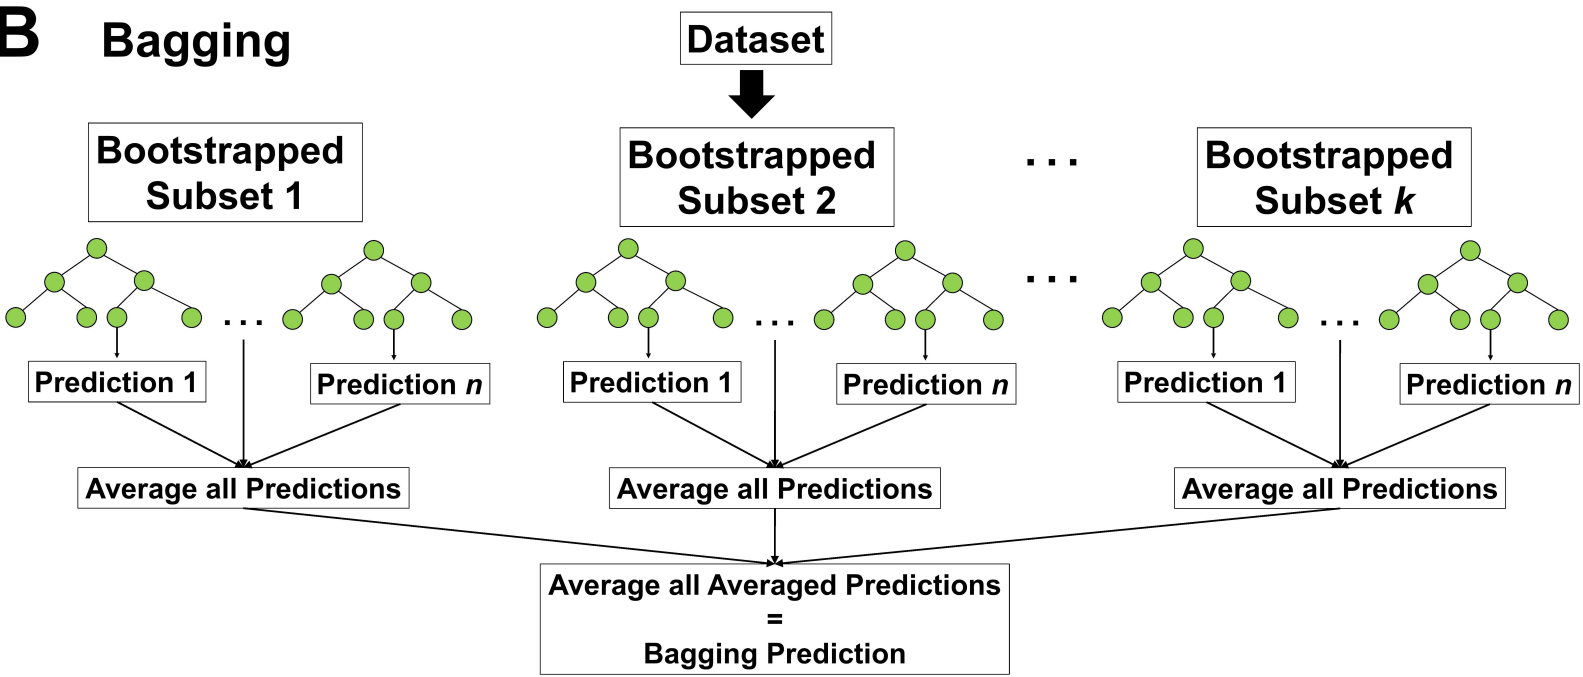 B Bagging
Dataset
Bootstrapped
Subset 1
Bootstrapped
Subset 2
...
Bootstrapped
Subset k
...
...
...
...
Prediction 1
Prediction n
Prediction 1
Prediction n
Prediction 1
Prediction n
Average all Predictions
Average all Predictions
Average all Predictions
Average all Averaged Predictions
=
Bagging Prediction